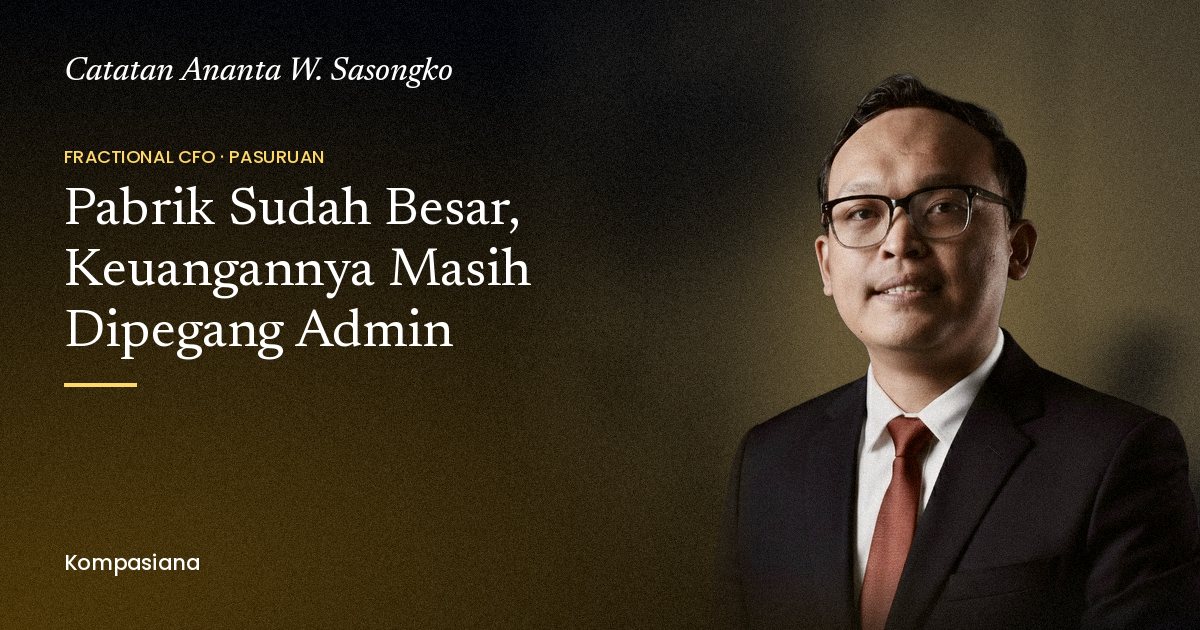 Catatan Ananta W. Sasongko
FRACTIONAL CFO · PASURUAN
Pabrik Sudah Besar,
Keuangannya Masih
Dipegang Admin
Kompasiana